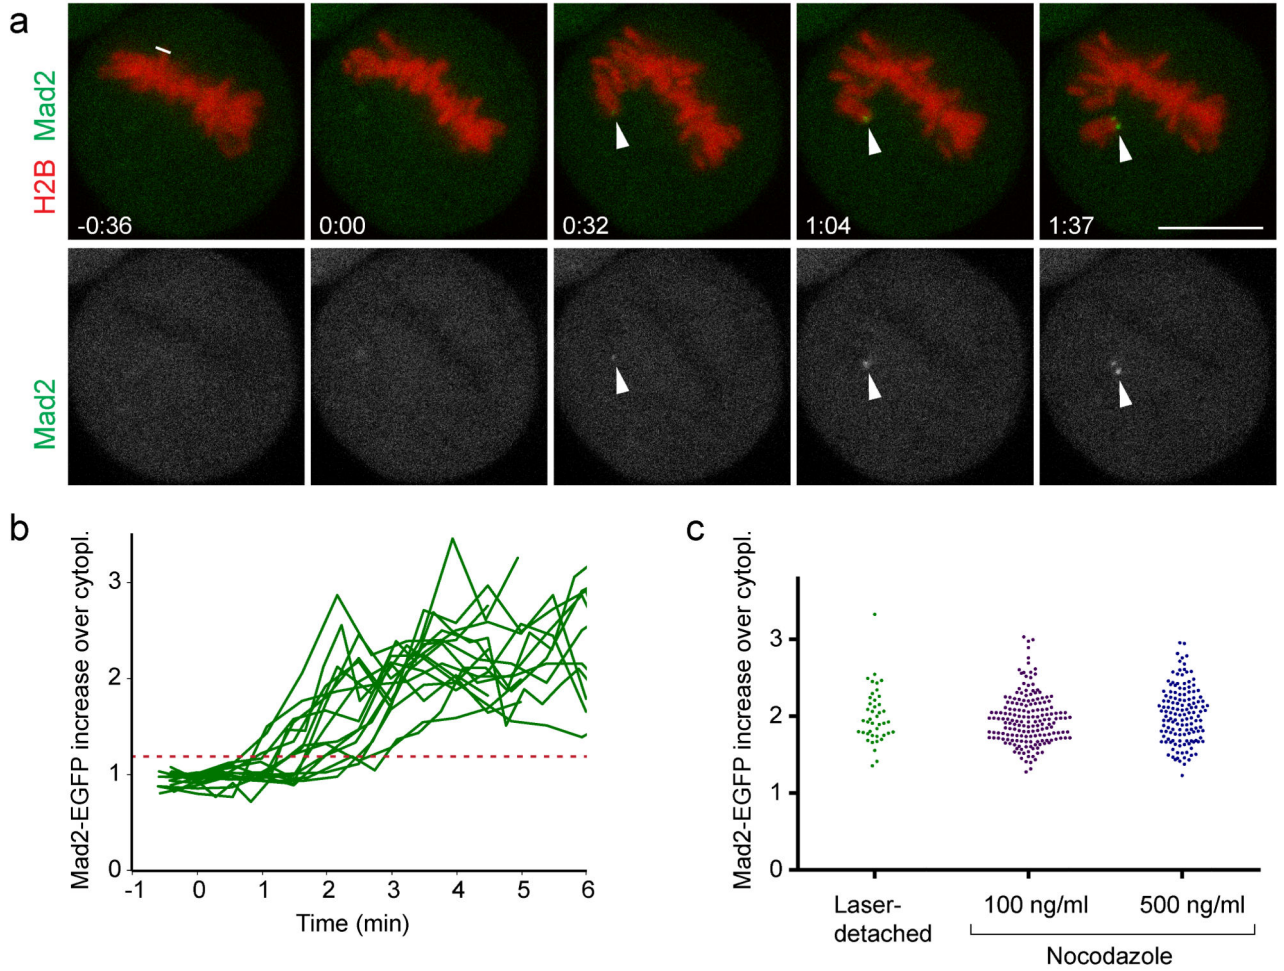 a
H2B Mad2
-0:36
0:00
0:32
1:04
1:37
Mad2
b
Mad2-EGFP increase over cytopl.
3
2
1
0
-1
0
1
2
3
4
5
6
Time (min)
c
Mad2-EGFP increase over cytopl.
3
2
1
0
Laser-
detached
100 ng/ml
500 ng/ml
Nocodazole